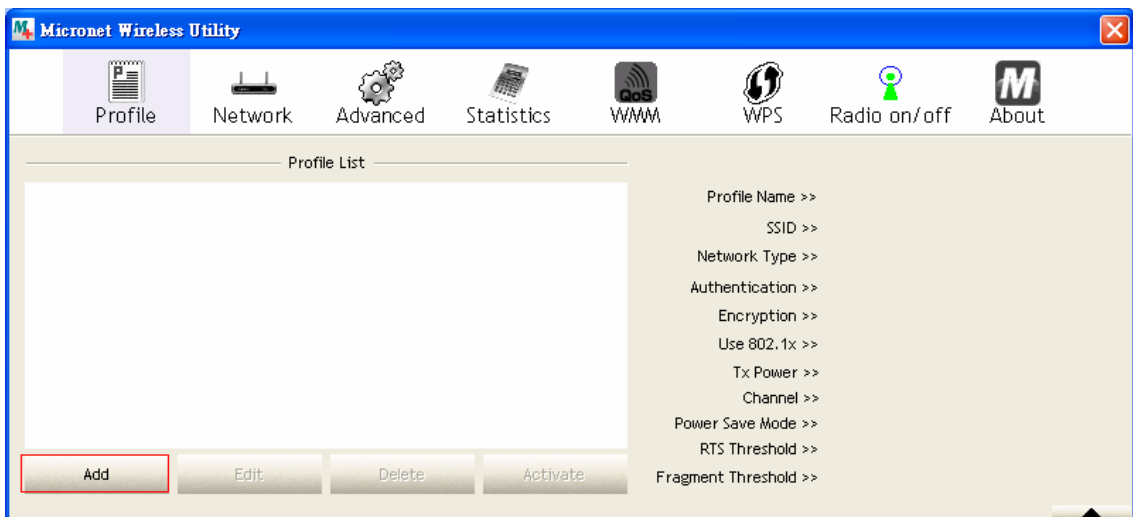 Micronet Wireless Utility
Profile Network Advanced Statistics WMM WPS Radio on/off About
Profile List
Profile Name >>
SSID >>
Network Type >>
Authentication >>
Encryption >>
Use 802.1x >>
Tx Power >>
Channel >>
Power Save Mode >>
RTS Threshold >>
Fragment Threshold >>
Add Edit Delete Activate
QoS